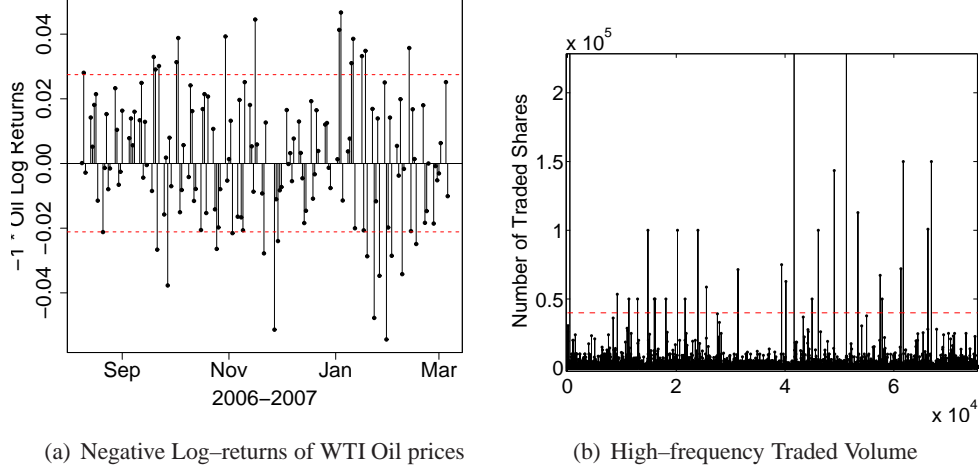 −1 * Oil Log Returns
0.04
0.02
0.00
−0.02
−0.04
Sep
Nov
Jan
Mar
2006−2007
(a) Negative Log–returns of WTI Oil prices
x 10^5
Number of Traded Shares
2
1.5
1
0.5
0
0
2
4
6
x 10^4
(b) High–frequency Traded Volume